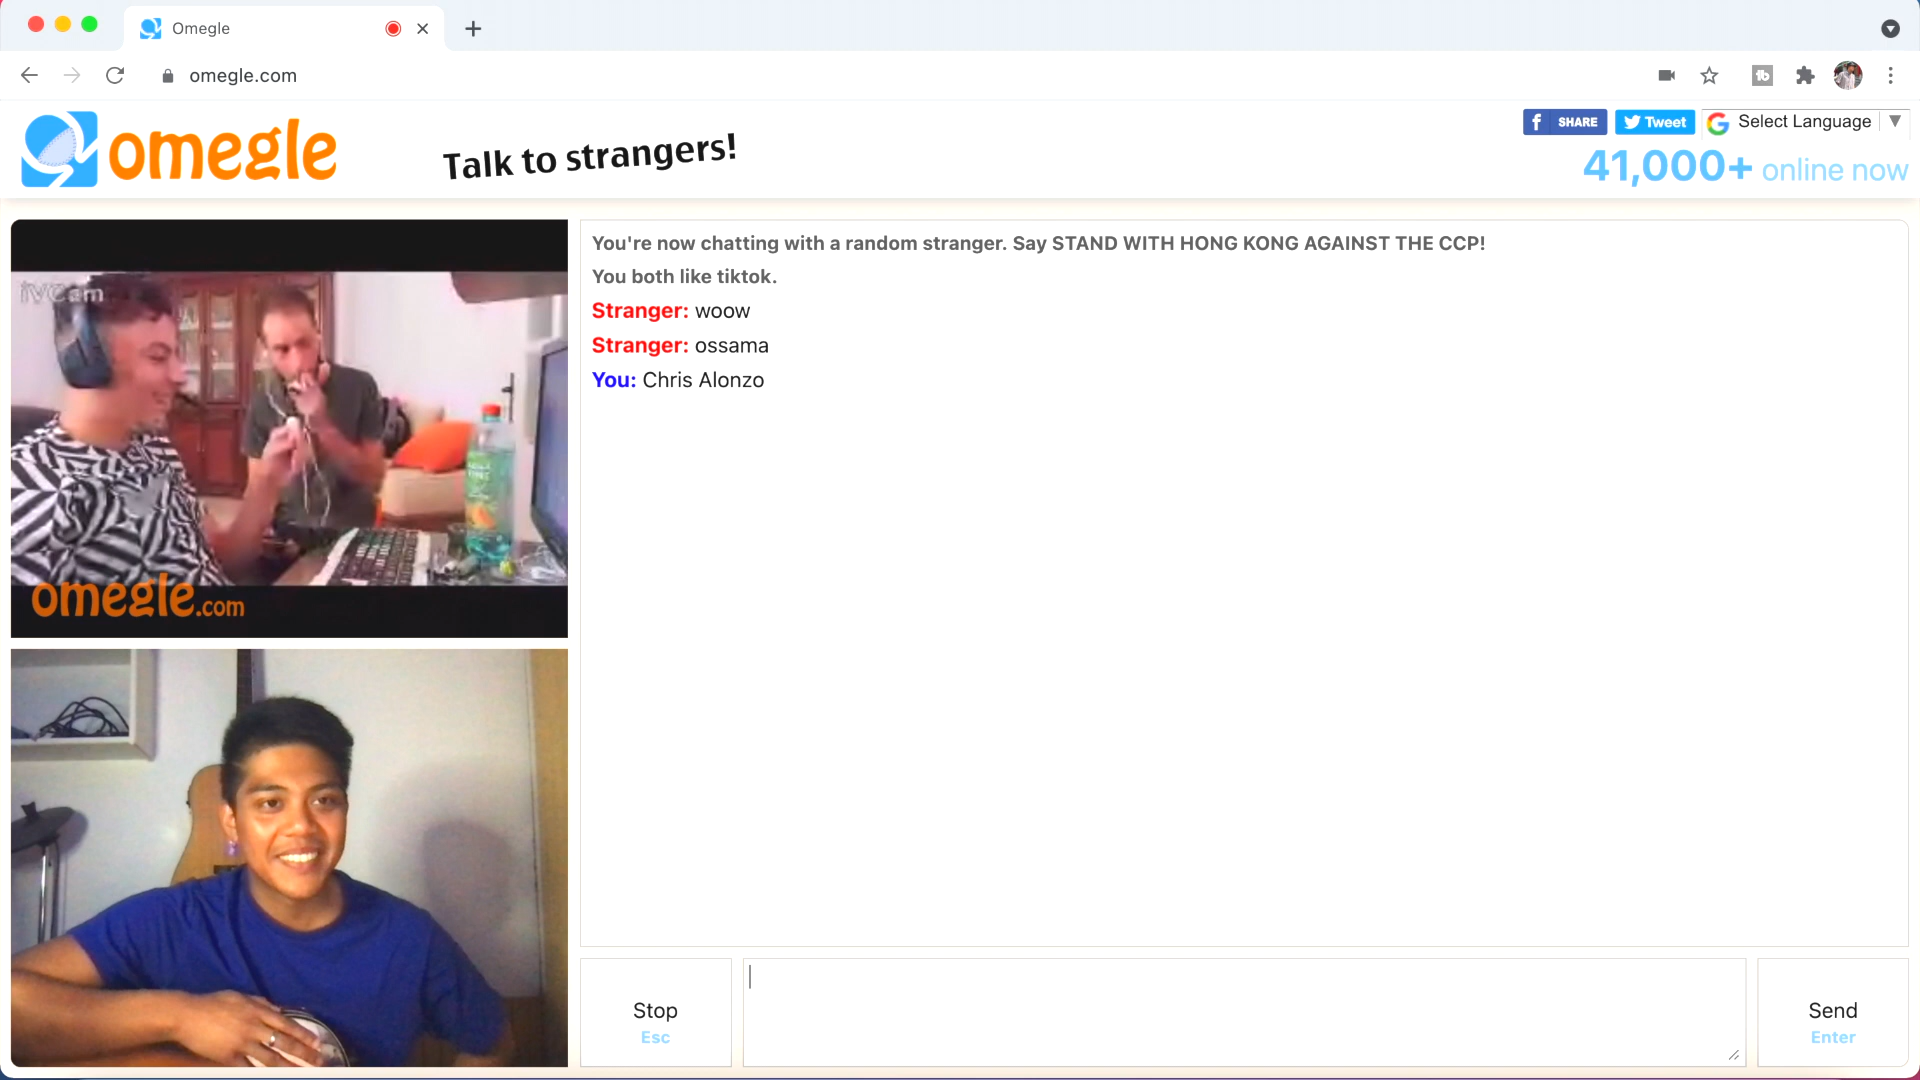 Omegle
omegle.com
omegle
Talk to strangers!
SHARE
Tweet
Select Language
41,000+ online now
iVCam
omegle.com
You're now chatting with a random stranger. Say STAND WITH HONG KONG AGAINST THE CCP!
You both like tiktok.
Stranger: woow
Stranger: ossama
You: Chris Alonzo
Stop
Esc
Send
Enter